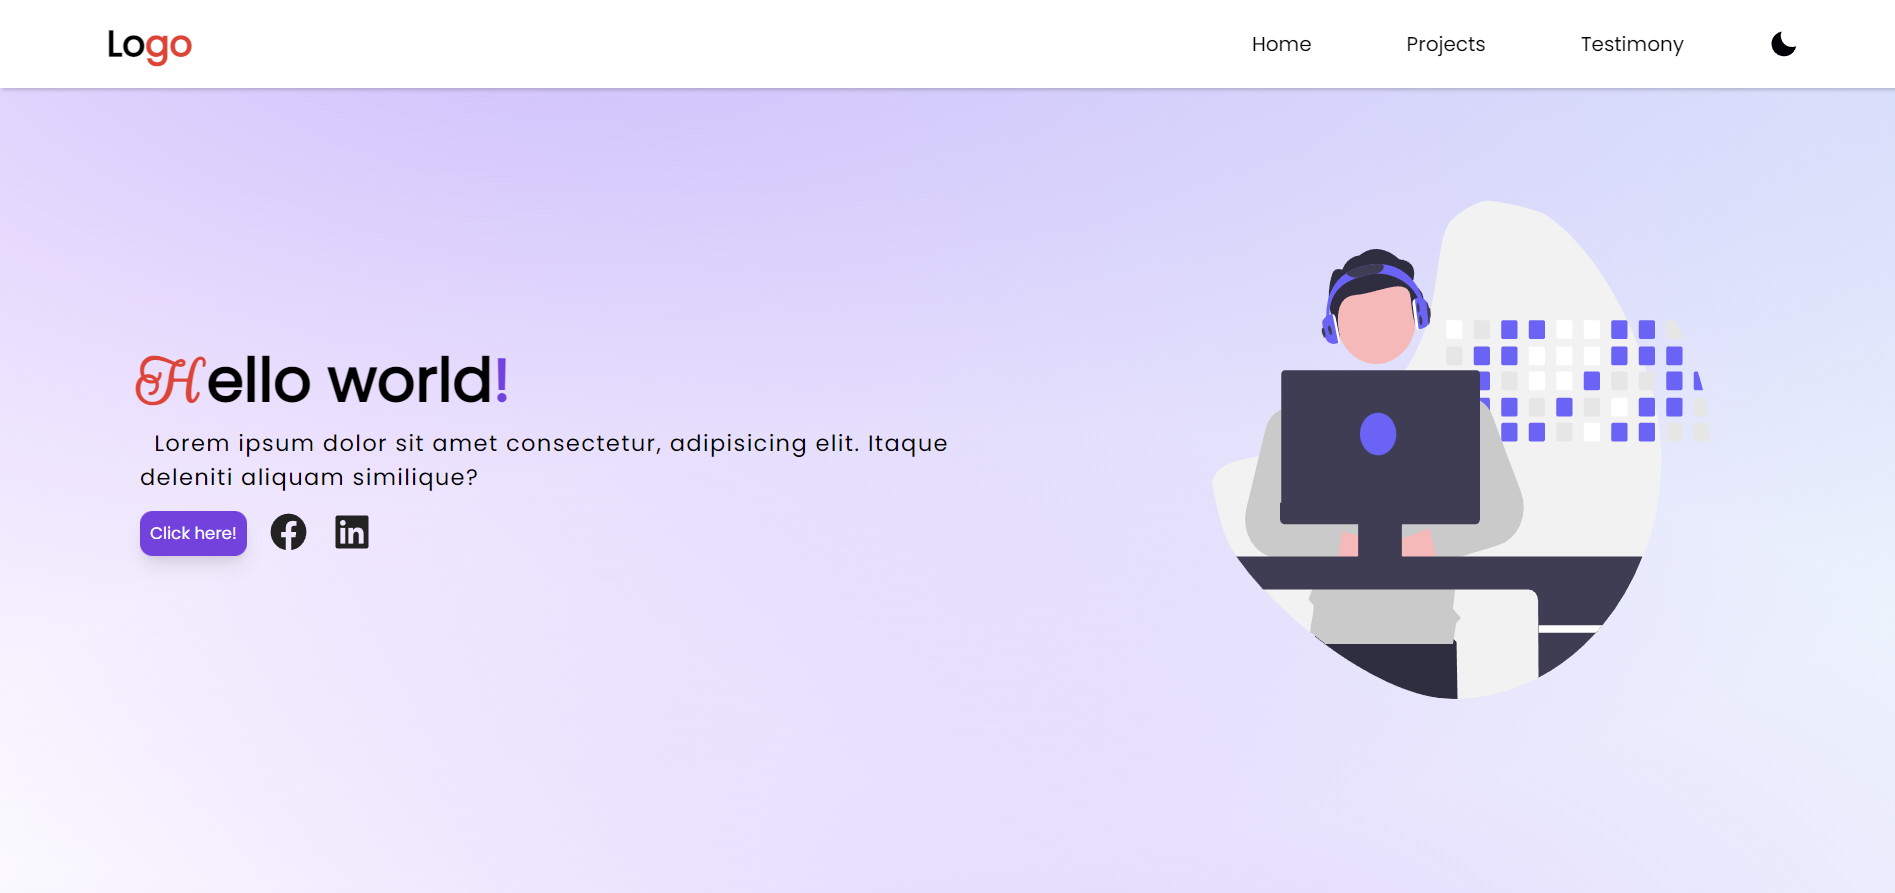 Logo
Home
Projects
Testimony
Hello world!
Lorem ipsum dolor sit amet consectetur, adipisicing elit. Itaque
deleniti aliquam similique?
Click here!